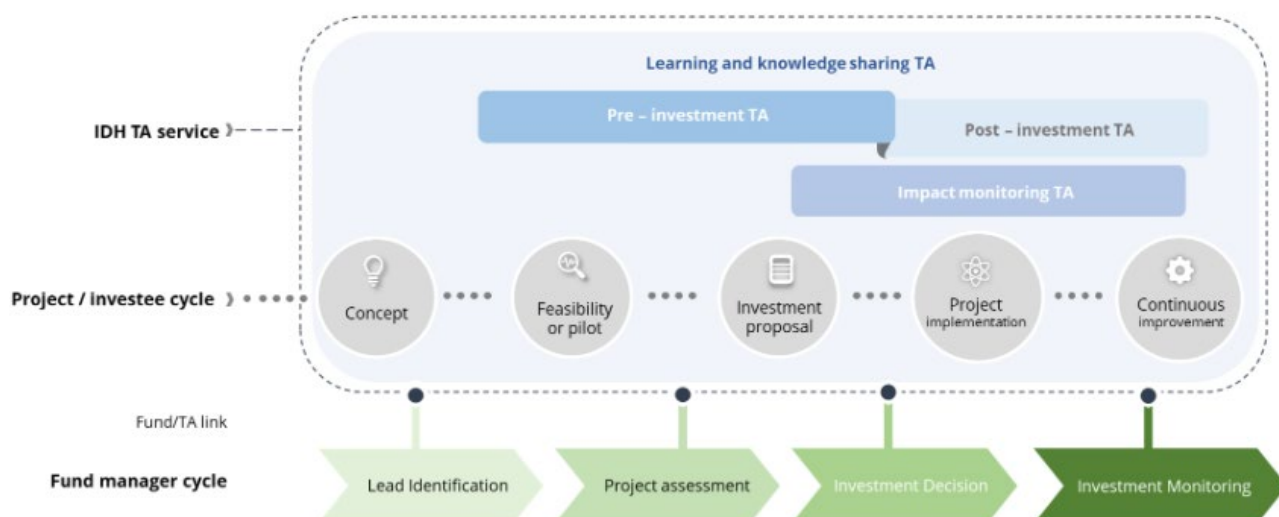 Learning and knowledge sharing TA
Pre – investment TA
IDH TA service
Post – investment TA
Impact monitoring TA
Project / investee cycle
Concept
Feasibility
or pilot
Investment
proposal
Project
implementation
Continuous
improvement
Fund/TA link
Fund manager cycle
Lead Identification
Project assessment
Investment Decision
Investment Monitoring